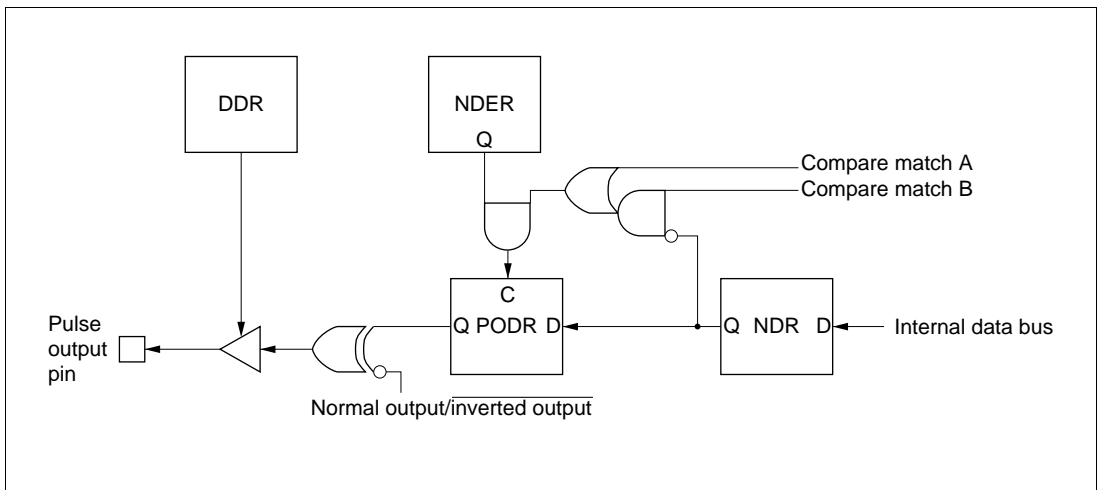 DDR
NDER
Q
Compare match A
Compare match B
C
Q PODR D
Q NDR D
Internal data bus
Pulse
output
pin
Normal output/inverted output